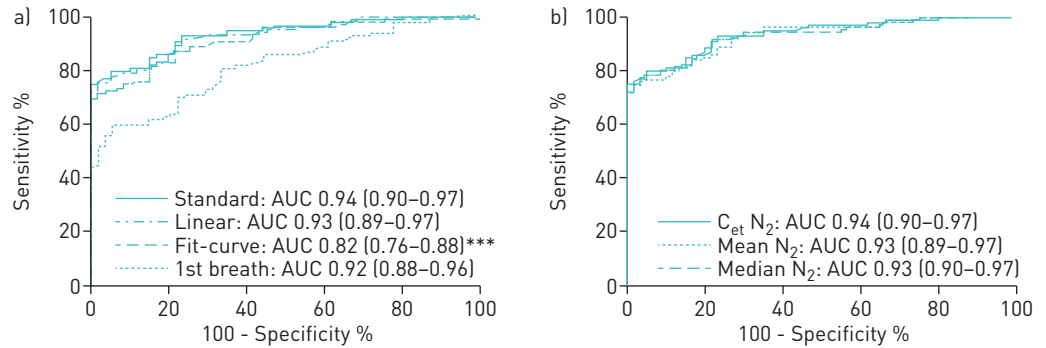 a)
100
80
60
40
20
0
Sensitivity %
Standard: AUC 0.94 (0.90–0.97)
Linear: AUC 0.93 (0.89–0.97)
Fit-curve: AUC 0.82 (0.76–0.88)***
1st breath: AUC 0.92 (0.88–0.96)
0 20 40 60 80 100
100 - Specificity %
b)
100
80
60
40
20
0
Sensitivity %
Cet N2: AUC 0.94 (0.90–0.97)
Mean N2: AUC 0.93 (0.89–0.97)
Median N2: AUC 0.93 (0.90–0.97)
0 20 40 60 80 100
100 - Specificity %